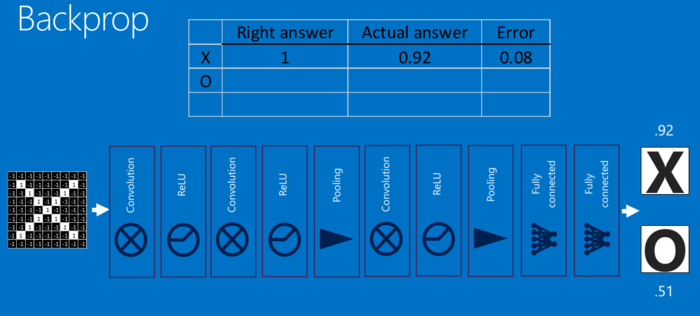 Backprop
Right answer Actual answer Error
X 1 0.92 0.08
O
Convolution
ReLU
Convolution
ReLU
Pooling
Convolution
ReLU
Pooling
Fully
connected
Fully
connected
.92
X
O
.51